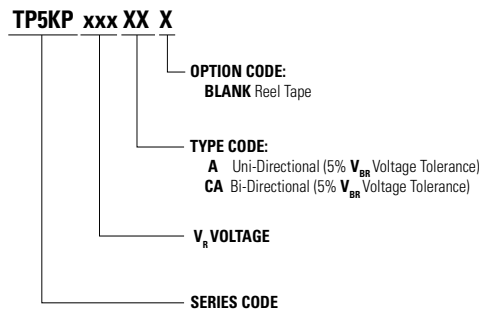 TP5KP xxx XX X
OPTION CODE:
BLANK Reel Tape
TYPE CODE:
A Uni-Directional (5% VBR Voltage Tolerance)
CA Bi-Directional (5% VBR Voltage Tolerance)
VR VOLTAGE
SERIES CODE